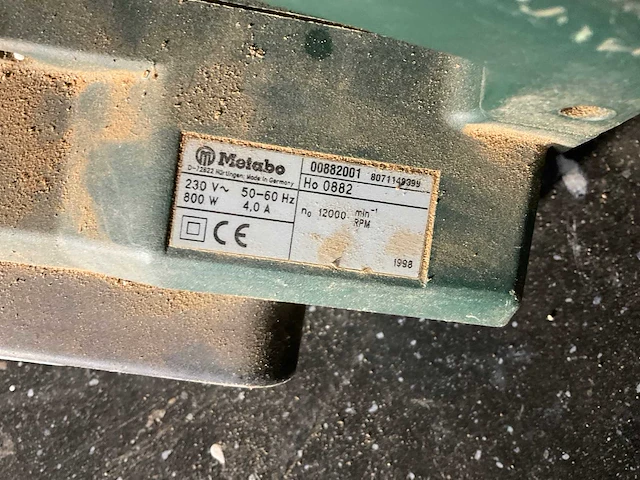 Metabo
D-72622 Nürtingen, Made in Germany
230 V~ 50-60 Hz
800 W 4,0 A
CE
00882001 8071149399
Ho 0882
n₀ 12000 min⁻¹
RPM
1998